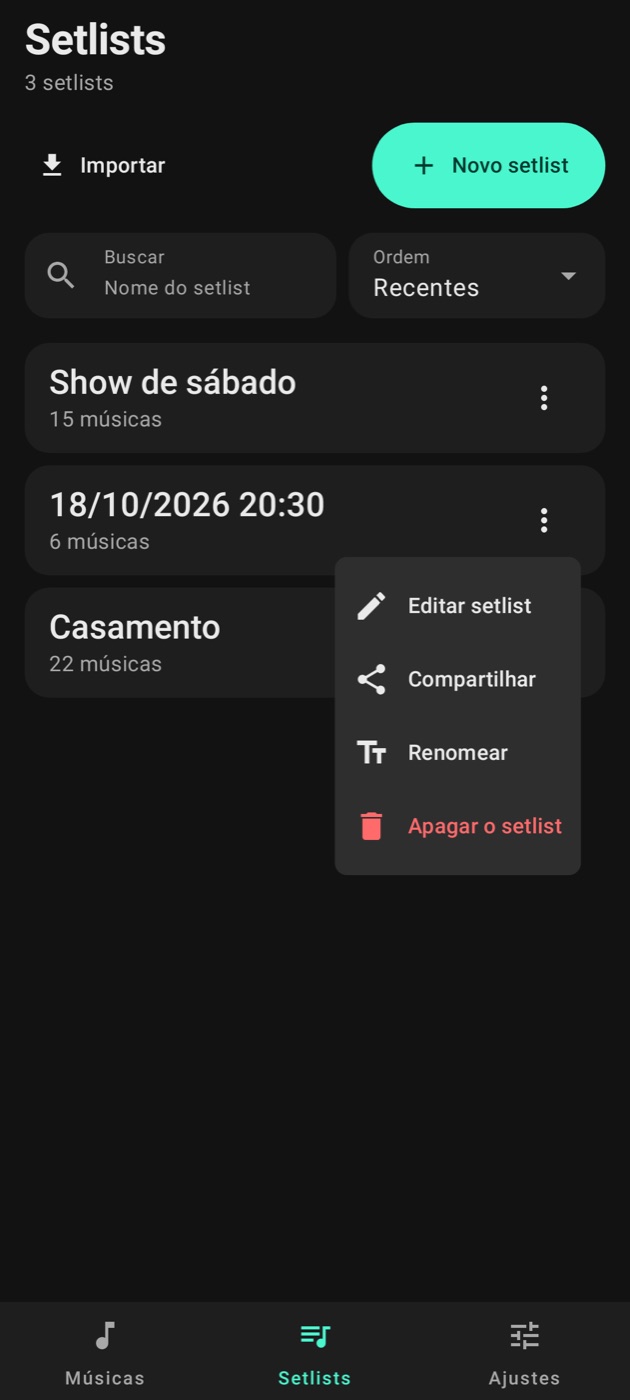 Setlists
3 setlists
Importar
Novo setlist
Buscar
Nome do setlist
Ordem
Recentes
Show de sábado
15 músicas
18/10/2026 20:30
6 músicas
Casamento
22 músicas
Editar setlist
Compartilhar
Renomear
Apagar o setlist
Músicas
Setlists
Ajustes